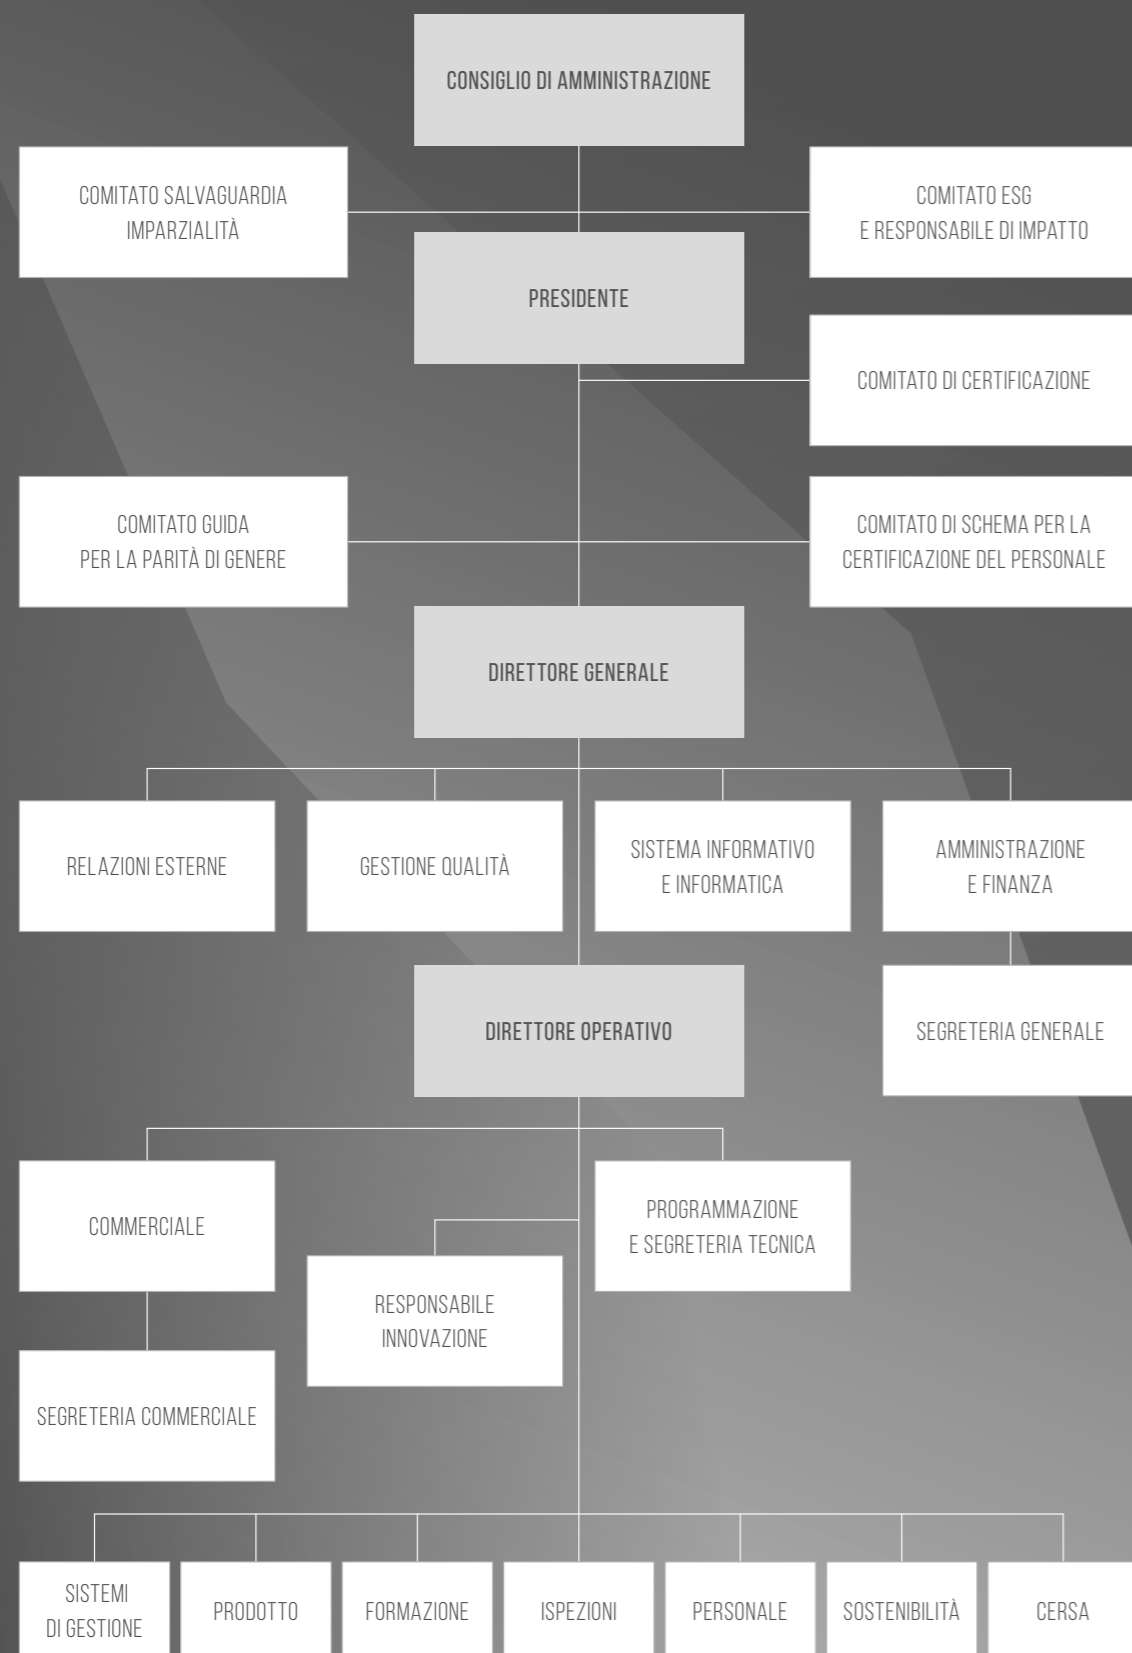 CONSIGLIO DI AMMINISTRAZIONE
COMITATO SALVAGUARDIA
IMPARZIALITÀ
COMITATO ESG
E RESPONSABILE DI IMPATTO
PRESIDENTE
COMITATO DI CERTIFICAZIONE
COMITATO GUIDA
PER LA PARITÀ DI GENERE
COMITATO DI SCHEMA PER LA
CERTIFICAZIONE DEL PERSONALE
DIRETTORE GENERALE
RELAZIONI ESTERNE
GESTIONE QUALITÀ
SISTEMA INFORMATIVO
E INFORMATICA
AMMINISTRAZIONE
E FINANZA
DIRETTORE OPERATIVO
SEGRETERIA GENERALE
COMMERCIALE
PROGRAMMAZIONE
E SEGRETERIA TECNICA
RESPONSABILE
INNOVAZIONE
SEGRETERIA COMMERCIALE
SISTEMI
DI GESTIONE
PRODOTTO
FORMAZIONE
ISPEZIONI
PERSONALE
SOSTENIBILITÀ
CERSA